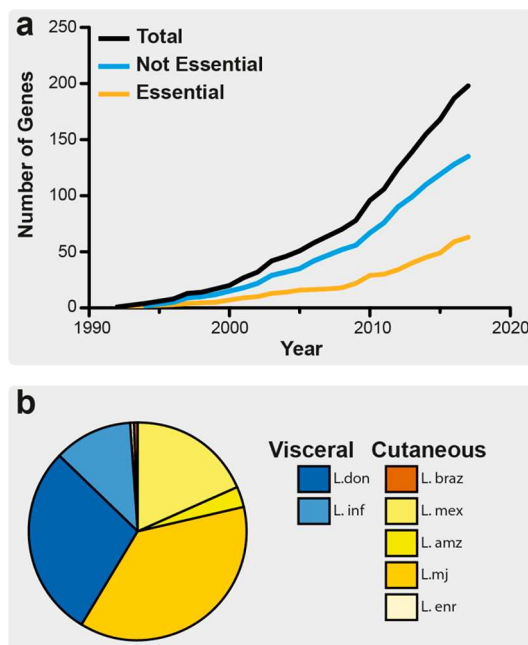 a
250
200
150
100
50
0
Number of Genes
Total
Not Essential
Essential
1990
2000
2010
2020
Year
b
Visceral Cutaneous
L.don L. braz
L. inf L. mex
L. amz
L.mj
L. enr